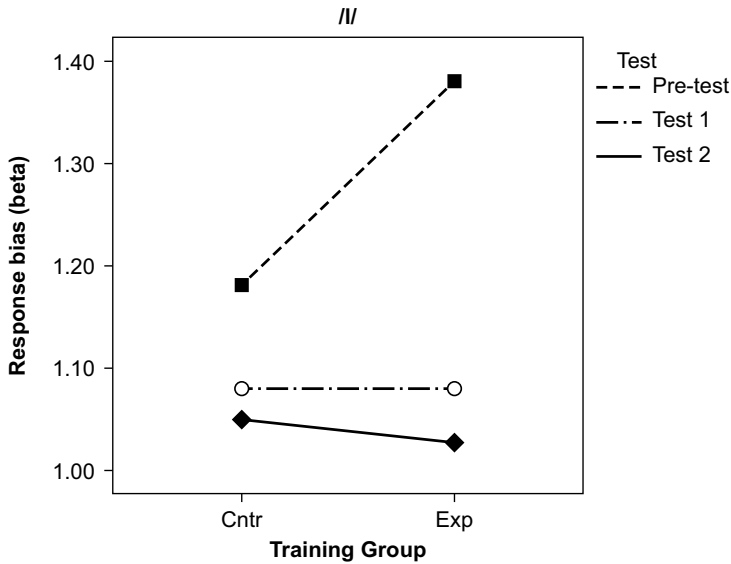 /l/
Test
Pre-test
Test 1
Test 2
1.40
1.30
1.20
1.10
1.00
Response bias (beta)
Cntr
Exp
Training Group